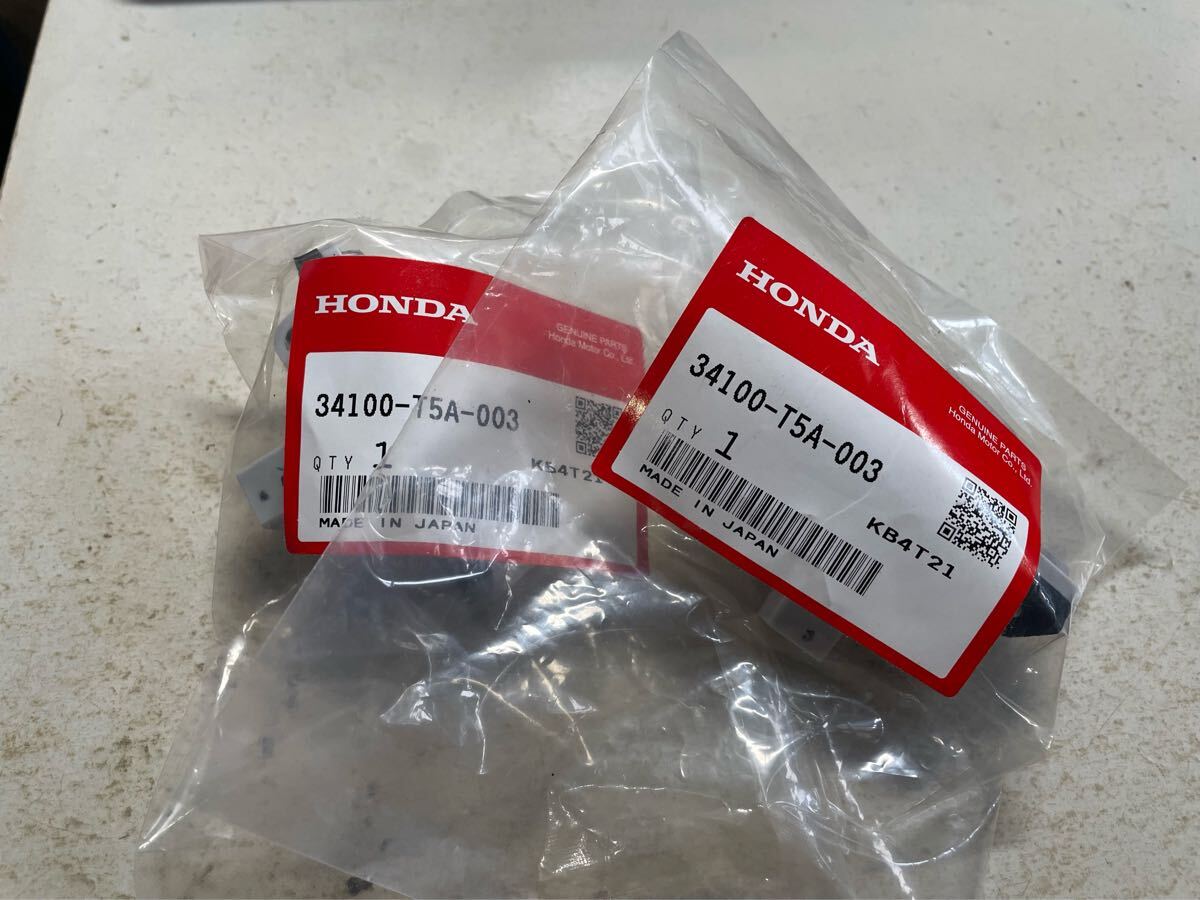 HONDA
GENUINE PARTS
Honda Motor Co., Ltd.
34100-T5A-003
QTY 1
KB4T21
MADE IN JAPAN
HONDA
GENUINE PARTS
Honda Motor Co., Ltd.
34100-T5A-003
QTY 1
KB4T21
MADE IN JAPAN